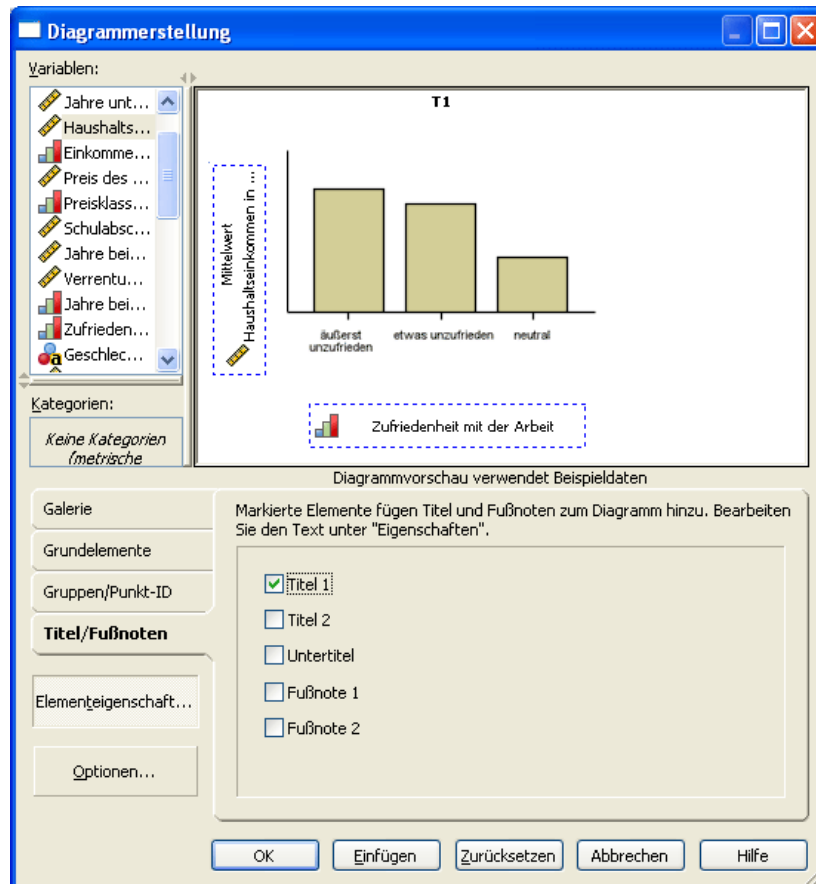 Diagrammerstellung
Variablen:
Jahre unt...
Haushalts...
Einkomme...
Preis des ...
Preisklass...
Schulabsc...
Jahre bei...
Verrentu...
Jahre bei...
Zufrieden...
Geschlec...
Kategorien:
Keine Kategorien
(metrische
T1
Mittelwert
Haushaltseinkommen in ...
äußerst
unzufrieden
etwas unzufrieden
neutral
Zufriedenheit mit der Arbeit
Diagrammvorschau verwendet Beispieldaten
Galerie
Grundelemente
Gruppen/Punkt-ID
Titel/Fußnoten
Elementeigenschaft...
Optionen...
Markierte Elemente fügen Titel und Fußnoten zum Diagramm hinzu. Bearbeiten
Sie den Text unter "Eigenschaften".
Titel 1
Titel 2
Untertitel
Fußnote 1
Fußnote 2
OK
Einfügen
Zurücksetzen
Abbrechen
Hilfe